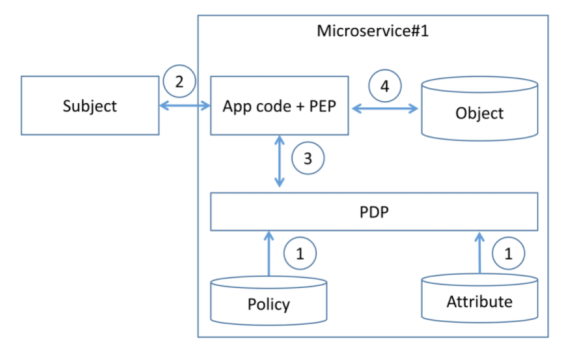 Microservice#1
Subject
2
App code + PEP
4
Object
3
PDP
1
1
Policy
Attribute